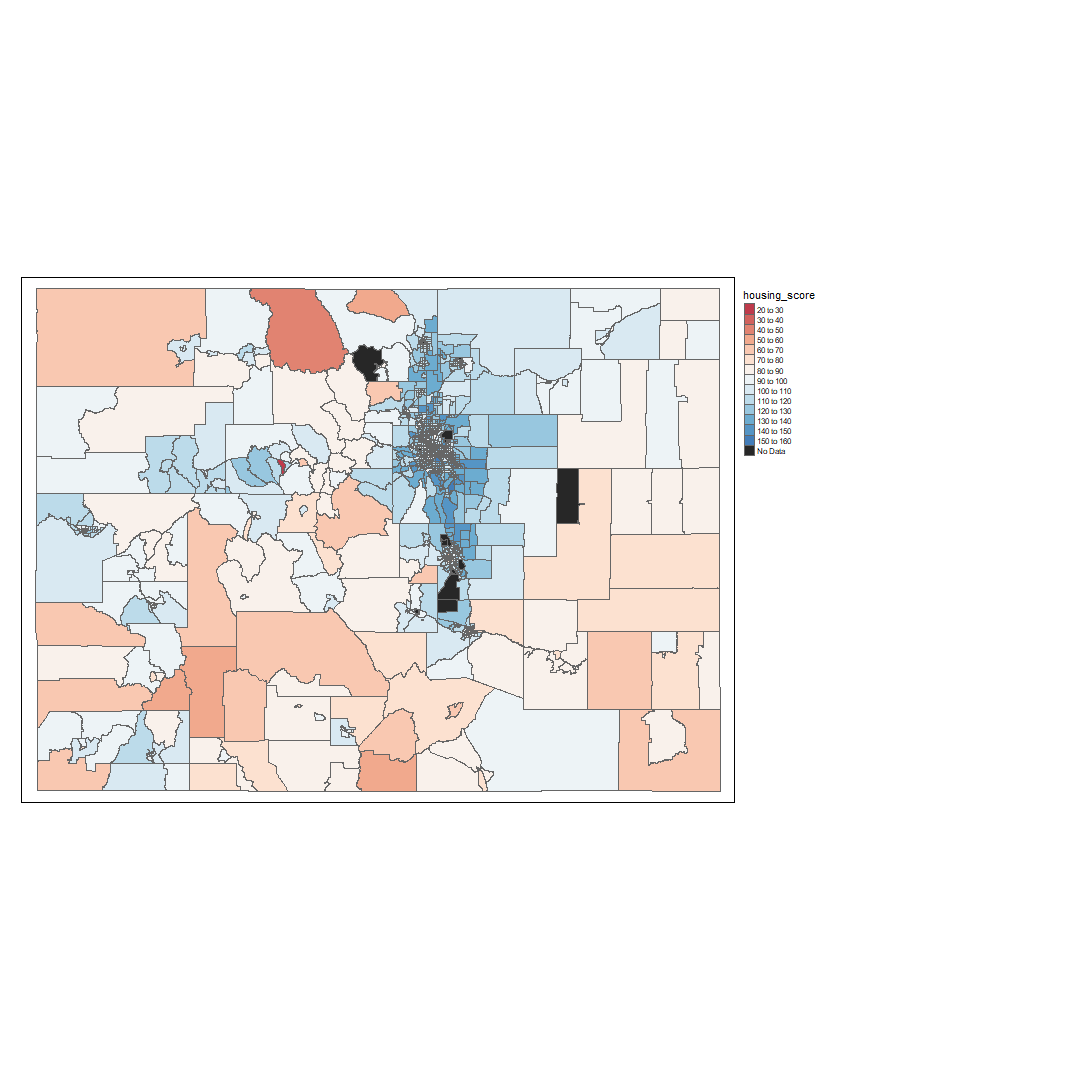 housing_score
20 to 30
30 to 40
40 to 50
50 to 60
60 to 70
70 to 80
80 to 90
90 to 100
100 to 110
110 to 120
120 to 130
130 to 140
140 to 150
150 to 160
No Data